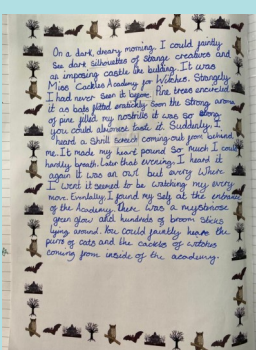 On a dark, dreary morning, I could faintly
see dark silhouettes of strange creatures and
an imposing castle like building. It was
Miss Cackles Academy for Witches. Strangely
I had never seen it before. Pine trees encircled
it as bats flitted eratically. Soon the strong aroma
of pine filled my nostrills it was so strong
you could almost taste it. Suddenly, I
heard a shrill screech coming out from behind
me. It made my heart pound so much I could
hardly breath. Later that evening, I heard it
again It was an owl but every where
I went it seemed to be watching my every
move. Eventally, I found my self at the entrance
of the Academy. There was a mysterose
green glow and hundreds of broom sticks
lying around. You could faintly hear the
purrs of cats and the cackles of witches
coming from inside of the academy.